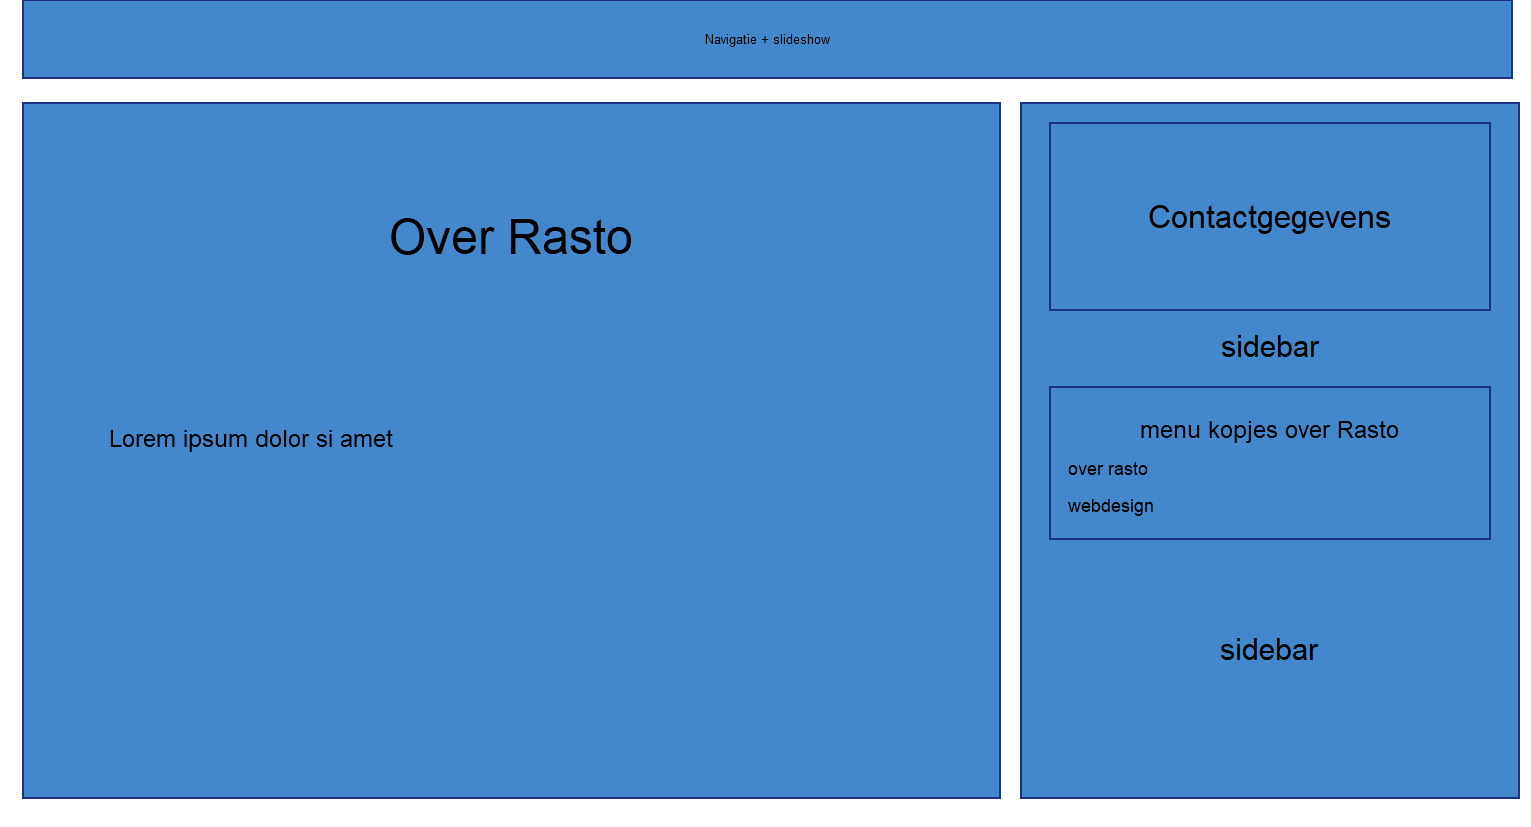 Navigatie + slideshow
Over Rasto
Lorem ipsum dolor si amet
Contactgegevens
sidebar
menu kopjes over Rasto
over rasto
webdesign
sidebar